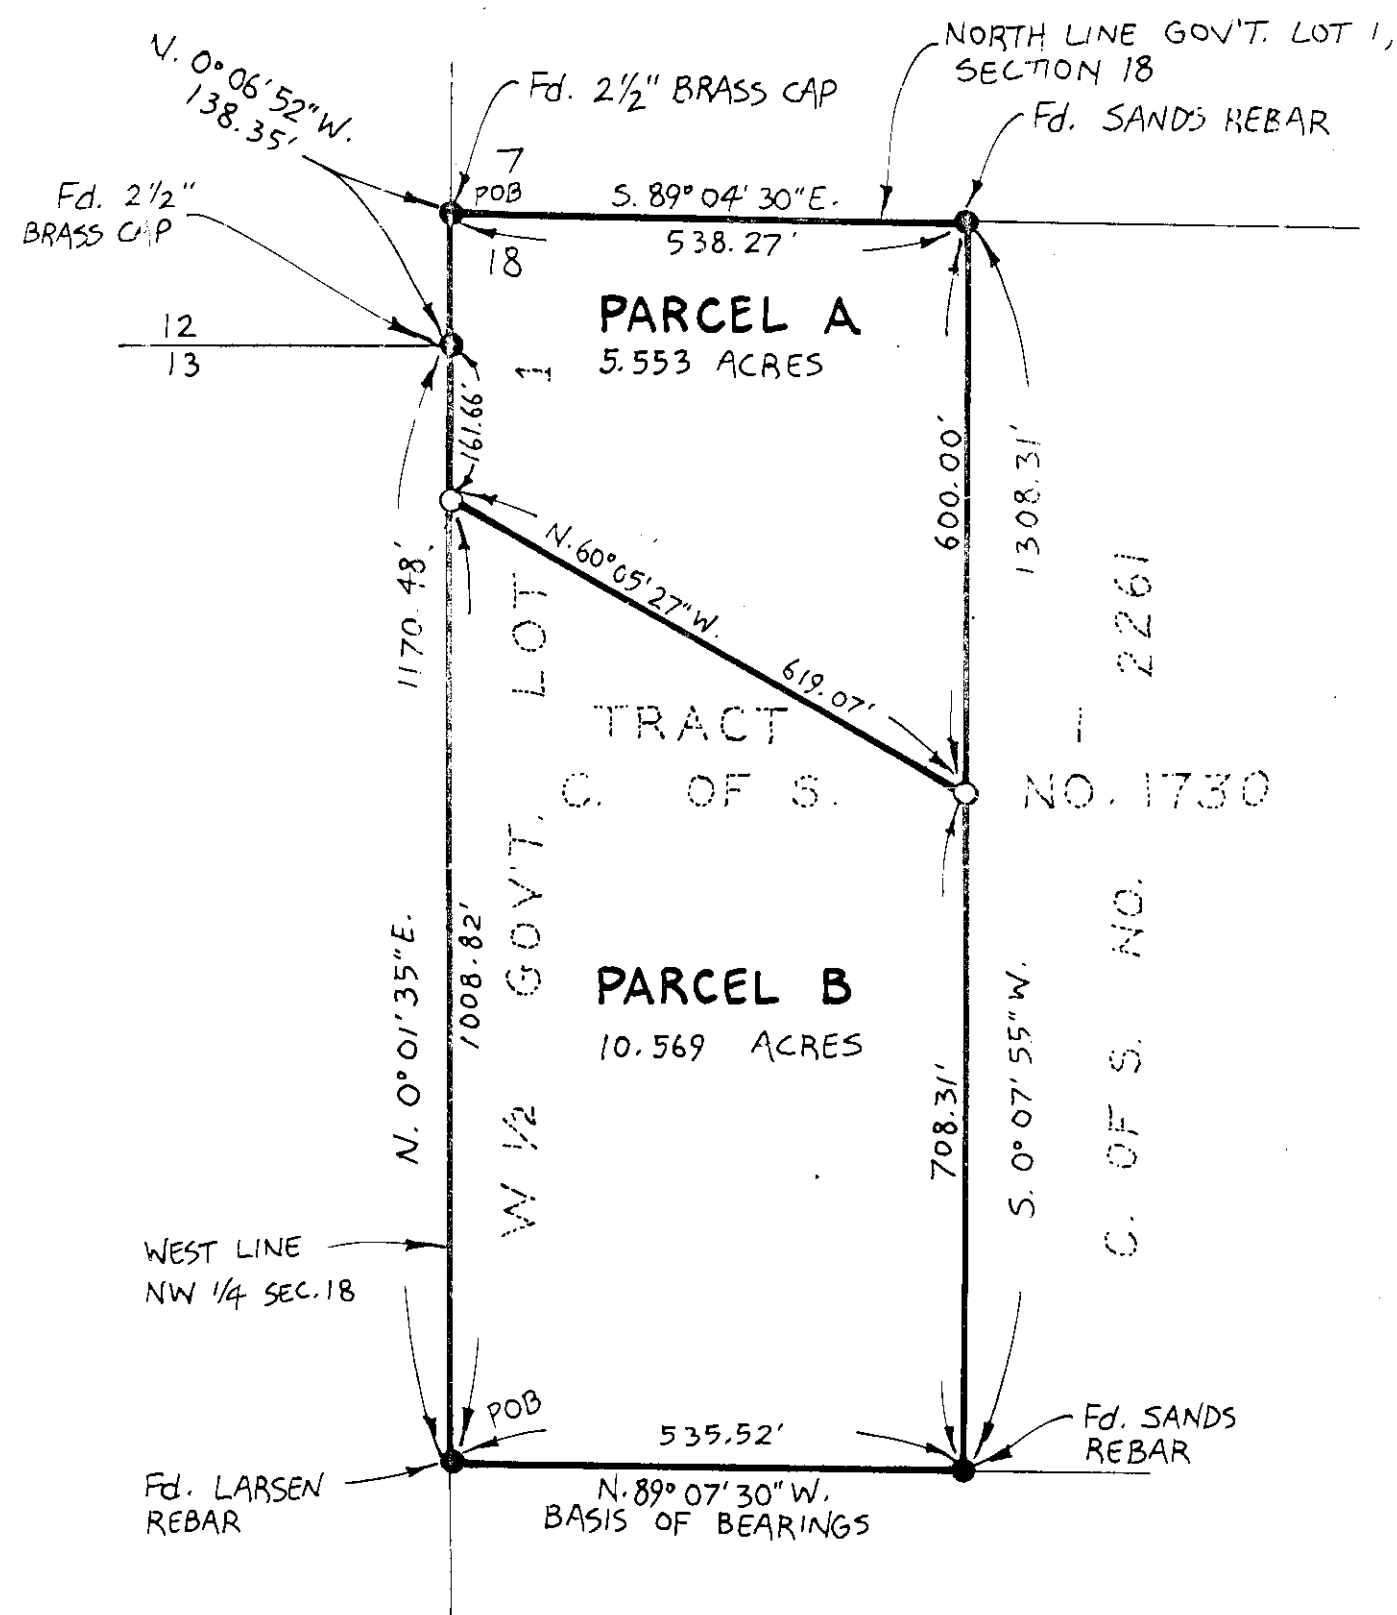 N. 0° 06' 52" W.
138.35'
Fd. 2½" BRASS CAP
NORTH LINE GOV'T. LOT 1,
SECTION 18
Fd. SANDS REBAR
Fd. 2½"
BRASS CAP
7
POB
S. 89° 04' 30" E.
538.27'
18
12
13
PARCEL A
5.553 ACRES
161.66'
600.00'
1308.31'
1170.48'
N. 60° 05' 27" W.
619.07'
W ½ GOV'T. LOT 1
TRACT 1
C. OF S. NO. 1730
C. OF S. NO. 2261
N. 0° 01' 35" E.
1008.82'
PARCEL B
10.569 ACRES
708.31'
S. 0° 07' 55" W.
WEST LINE
NW ¼ SEC. 18
POB
535.52'
Fd. SANDS
REBAR
Fd. LARSEN
REBAR
N. 89° 07' 30" W.
BASIS OF BEARINGS